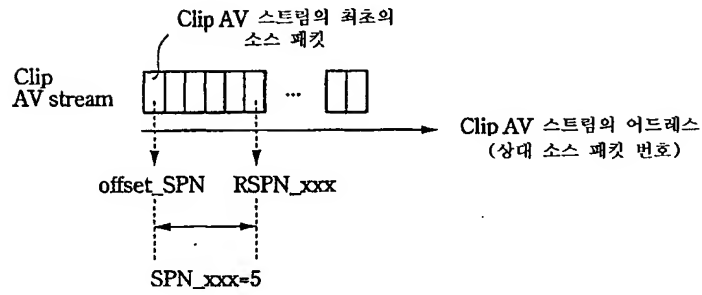 Clip AV 스트림의 최초의
소스 패킷
Clip
AV stream
...
Clip AV 스트림의 어드레스
(상대 소스 패킷 번호)
offset_SPN RSPN_xxx
SPN_xxx=5